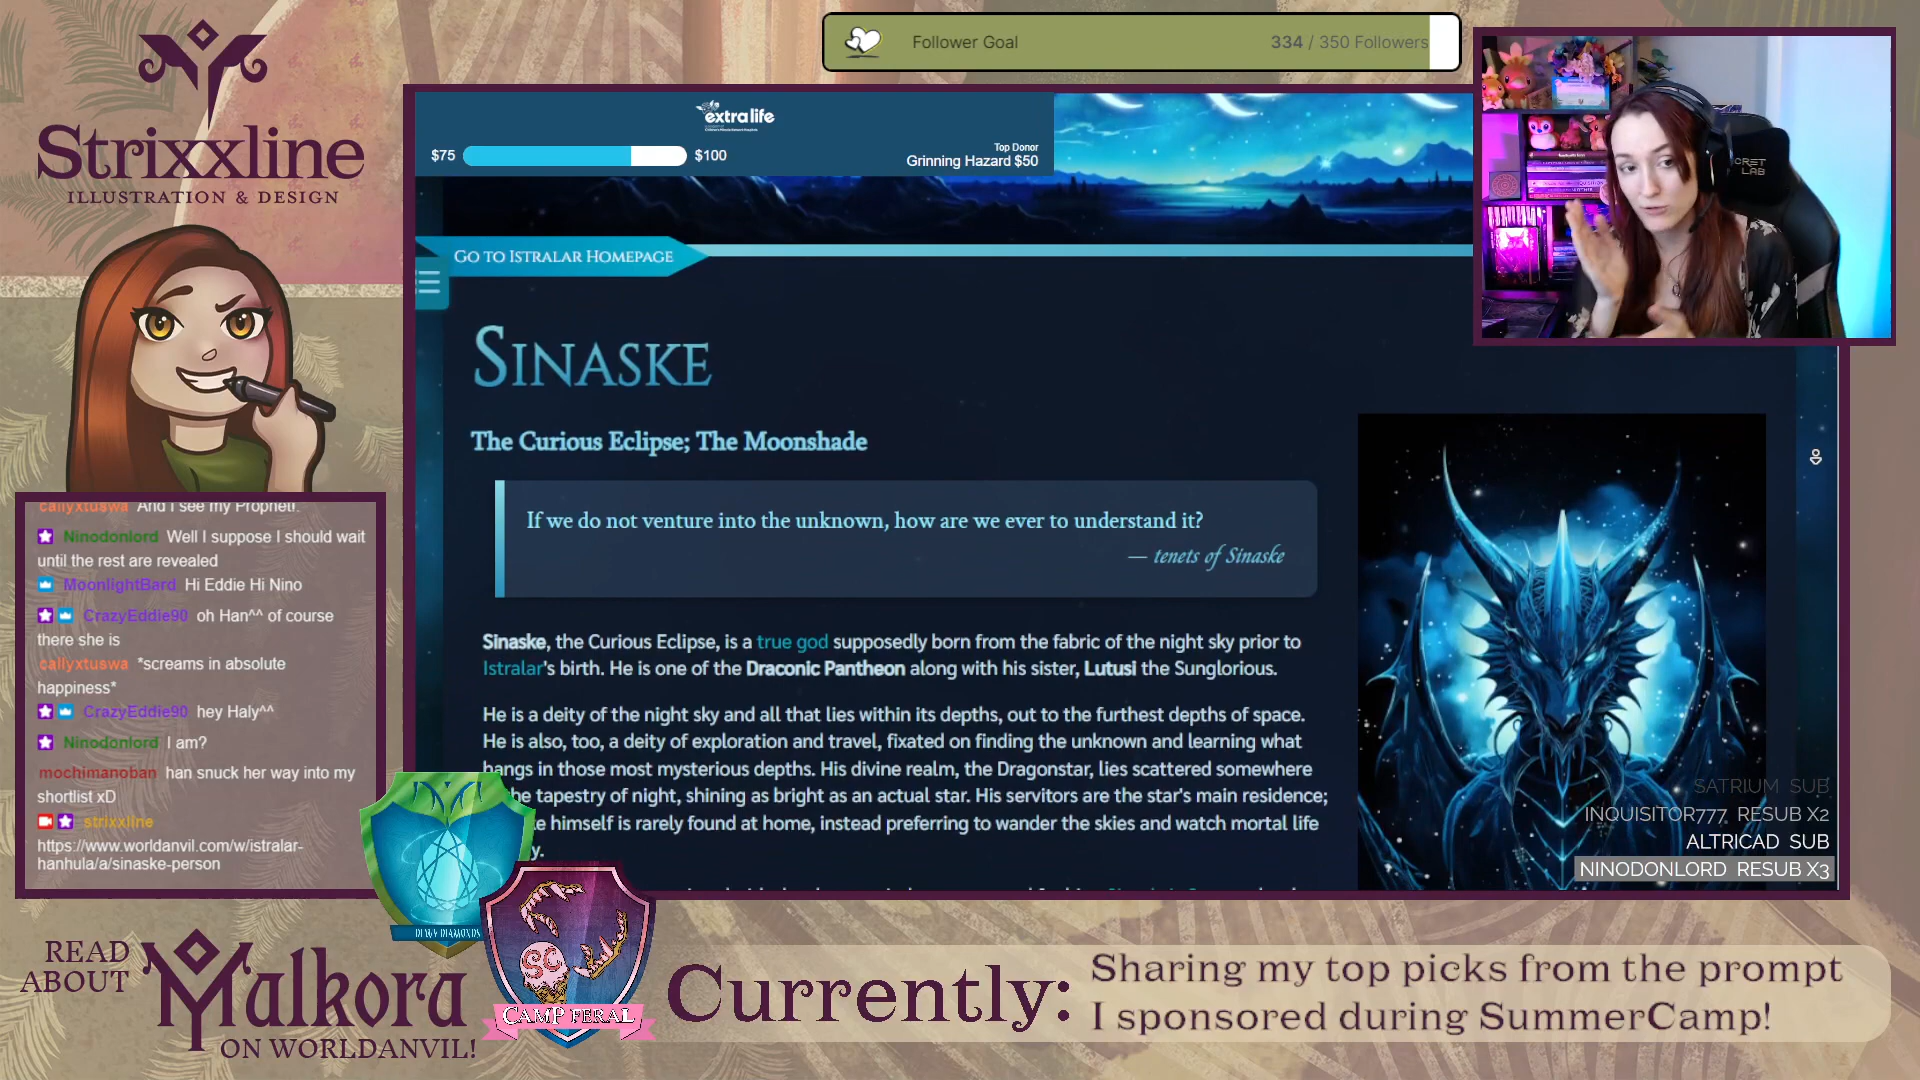 Strixxline
ILLUSTRATION & DESIGN
Follower Goal
334 / 350 Followers
extralife
$75
$100
Top Donor
Grinning Hazard $50
GO TO ISTRALAR HOMEPAGE
SINASKE
The Curious Eclipse; The Moonshade
If we do not venture into the unknown, how are we ever to understand it?
— tenets of Sinaske
Sinaske, the Curious Eclipse, is a true god supposedly born from the fabric of the night sky prior to
Istralar's birth. He is one of the Draconic Pantheon along with his sister, Lutusi the Sunglorious.
He is a deity of the night sky and all that lies within its depths, out to the furthest depths of space.
He is also, too, a deity of exploration and travel, fixated on finding the unknown and learning what
hangs in those most mysterious depths. His divine realm, the Dragonstar, lies scattered somewhere
the tapestry of night, shining as bright as an actual star. His servitors are the star's main residence;
himself is rarely found at home, instead preferring to wander the skies and watch mortal life
SECRET
LAB
SATRIUM SUB
INQUISITOR777 RESUB X2
ALTRICAD SUB
NINODONLORD RESUB X3
callyxtuswa And I see my Prophet!.
Ninodonlord Well I suppose I should wait
until the rest are revealed
MoonlightBard Hi Eddie Hi Nino
CrazyEddie90 oh Han^^ of course
there she is
callyxtuswa *screams in absolute
happiness*
CrazyEddie90 hey Haly^^
Ninodonlord I am?
mochimanoban han snuck her way into my
shortlist xD
strixxline
https://www.worldanvil.com/w/istralar-
hanhula/a/sinaske-person
DEWY DIAMONDS
SC
CAMP FERAL
READ
ABOUT
Malkora
ON WORLDANVIL!
Currently:
Sharing my top picks from the prompt
I sponsored during SummerCamp!